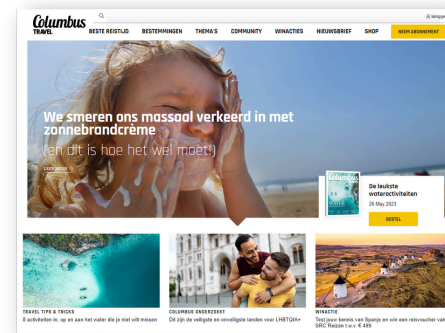 Columbus
TRAVEL
Inloggen
BESTE REISTIJD BESTEMMINGEN THEMA'S COMMUNITY WINACTIES NIEUWSBRIEF SHOP NEEM ABONNEMENT
We smeren ons massaal verkeerd in met
zonnebrandcrème
(en dit is hoe het wel moet!)
LEES MEER
Columbus
De leukste
wateractiviteiten
26 May 2023
BESTEL
TRAVEL TIPS & TRICKS
8 activiteiten in, op en aan het water die je niet wilt missen
COLUMBUS ONDERZOEKT
Dit zijn de veiligste en onveiligste landen voor LHBTQIA+
WINACTIE
Test jouw kennis van Spanje en win een reisvoucher van
SRC Reizen t.w.v. € 499